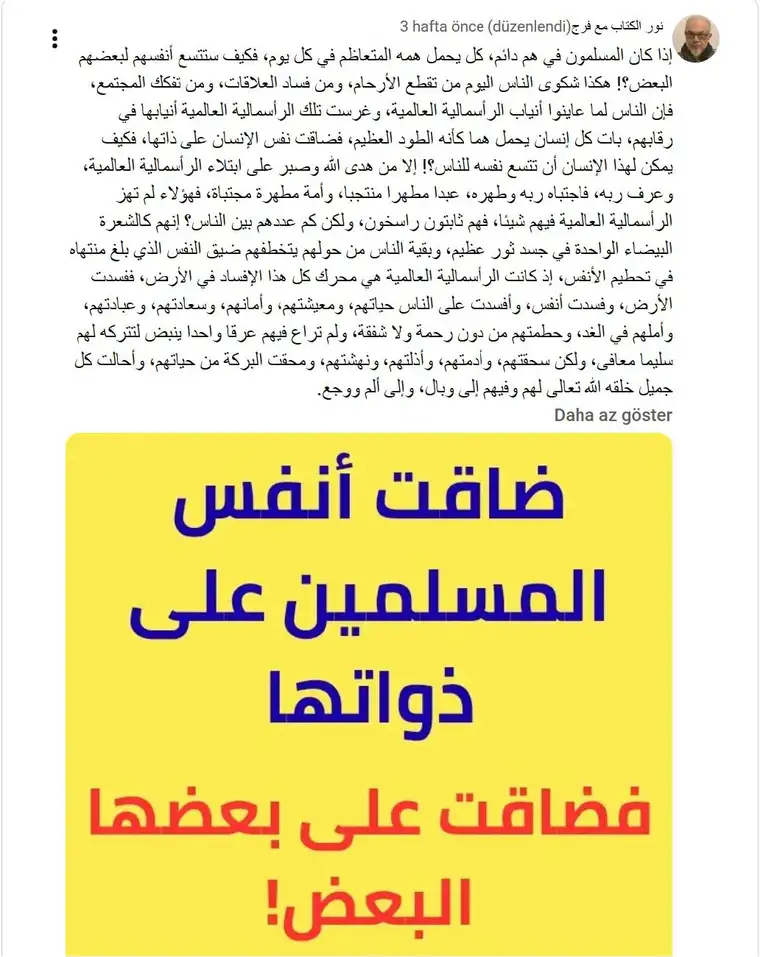 نور الكتاب مع فرج(düzenlendi) 3 hafta önce
إذا كان المسلمون في هم دائم، كل يحمل همه المتعاظم في كل يوم، فكيف ستتسع أنفسهم لبعضهم
البعض؟! هكذا شكوى الناس اليوم من تقطع الأرحام، ومن فساد العلاقات، ومن تفكك المجتمع،
فإن الناس لما عاينوا أنياب الرأسمالية العالمية، وغرست تلك الرأسمالية العالمية أنيابها في
رقابهم، بات كل إنسان يحمل هما كأنه الطود العظيم، فضاقت نفس الإنسان على ذاتها، فكيف
يمكن لهذا الإنسان أن تتسع نفسه للناس؟! إلا من هدى الله وصبر على ابتلاء الرأسمالية العالمية،
وعرف ربه، فاجتباه ربه وطهره، عبدا مطهرا منتجبا، وأمة مطهرة مجتباة، فهؤلاء لم تهز
الرأسمالية العالمية فيهم شيئا، فهم ثابتون راسخون، ولكن كم عددهم بين الناس؟ إنهم كالشعرة
البيضاء الواحدة في جسد ثور عظيم، وبقية الناس من حولهم يتخطفهم ضيق النفس الذي بلغ منتهاه
في تحطيم الأنفس، إذ كانت الرأسمالية العالمية هي محرك كل هذا الإفساد في الأرض، ففسدت
الأرض، وفسدت أنفس، وأفسدت على الناس حياتهم، ومعيشتهم، وأمانهم، وسعادتهم، وعبادتهم،
وأملهم في الغد، وحطمتهم من دون رحمة ولا شفقة، ولم تراع فيهم عرقا واحدا ينبض لتتركه لهم
سليما معافى، ولكن سحقتهم، وأدمتهم، وأذلتهم، ونهشتهم، ومحقت البركة من حياتهم، وأحالت كل
جميل خلقه الله تعالى لهم وفيهم إلى وبال، وإلى ألم ووجع.
Daha az göster
ضاقت أنفس
المسلمين على
ذواتها
فضاقت على بعضها
البعض!